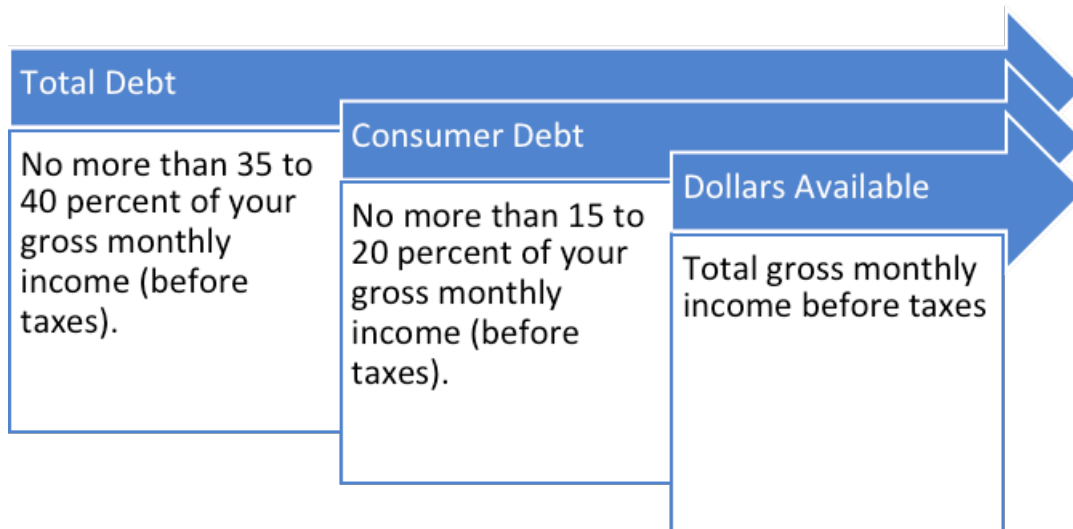 Total Debt
No more than 35 to
40 percent of your
gross monthly
income (before
taxes).
Consumer Debt
No more than 15 to
20 percent of your
gross monthly
income (before
taxes).
Dollars Available
Total gross monthly
income before taxes